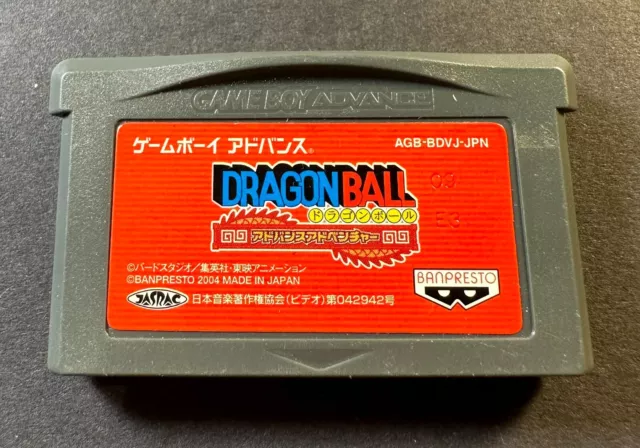 GAME BOY ADVANCE
ゲームボーイ アドバンス®
AGB-BDVJ-JPN
DRAGON BALL
ドラゴンボール
アドバンスアドベンチャー
©バードスタジオ/集英社・東映アニメーション
©BANPRESTO 2004 MADE IN JAPAN
JASRAC
日本音楽著作権協会(ビデオ)第042942号
BANPRESTO